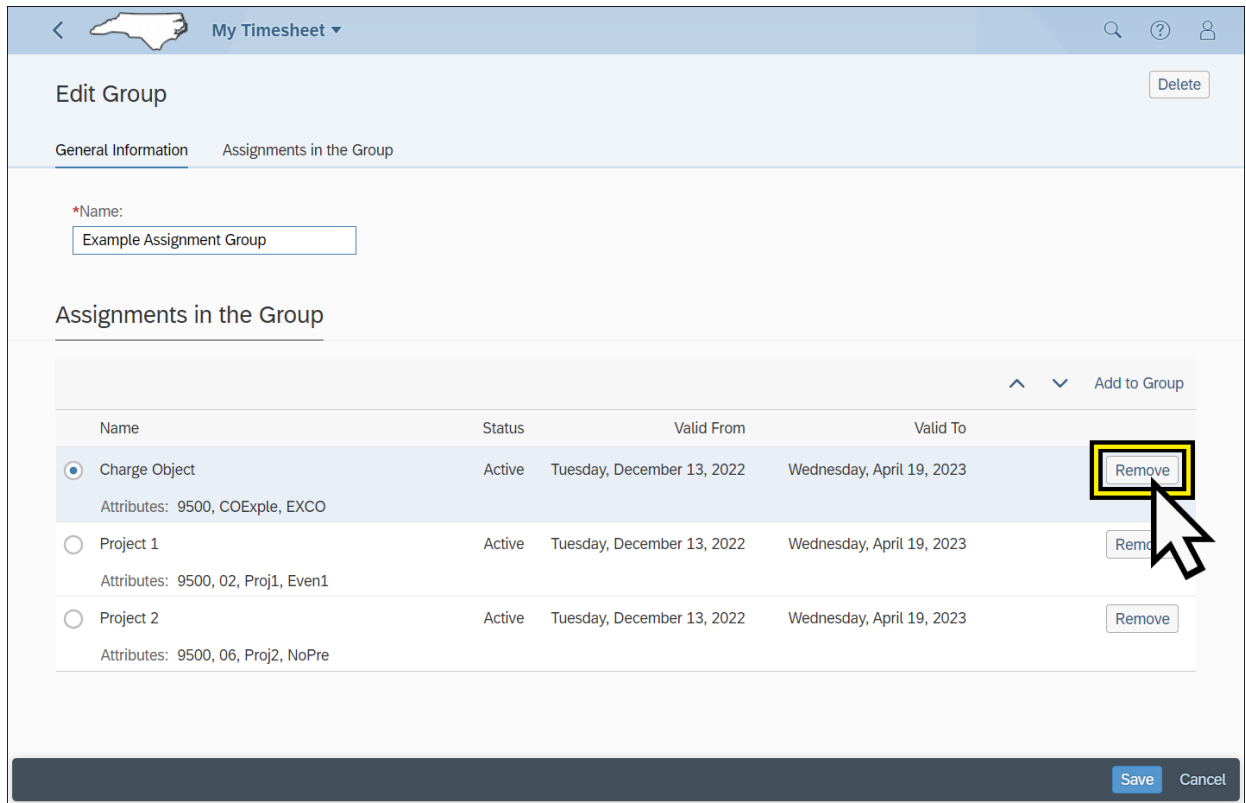 My Timesheet
Edit Group
Delete
General Information Assignments in the Group
*Name:
Example Assignment Group
Assignments in the Group
Add to Group
Name Status Valid From Valid To
Charge Object Active Tuesday, December 13, 2022 Wednesday, April 19, 2023 Remove
Attributes: 9500, COExple, EXCO
Project 1 Active Tuesday, December 13, 2022 Wednesday, April 19, 2023
Attributes: 9500, 02, Proj1, Even1
Project 2 Active Tuesday, December 13, 2022 Wednesday, April 19, 2023 Remove
Attributes: 9500, 06, Proj2, NoPre
Save Cancel